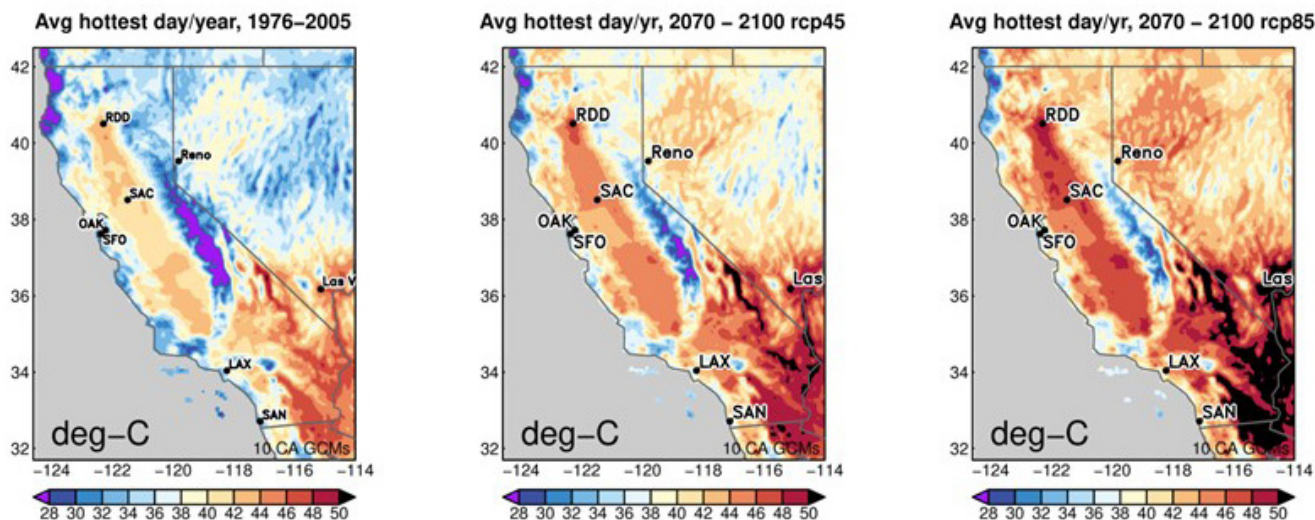 Avg hottest day/year, 1976−2005
42
40
38
36
34
32
RDD
Reno
SAC
OAK
SFO
Las V
LAX
SAN
deg−C
10 CA GCMs
−124 −122 −120 −118 −116 −114
28 30 32 34 36 38 40 42 44 46 48 50
Avg hottest day/yr, 2070 − 2100 rcp45
42
40
38
36
34
32
RDD
Reno
SAC
OAK
SFO
Las
LAX
SAN
deg−C
10 CA GCMs
−124 −122 −120 −118 −116 −114
28 30 32 34 36 38 40 42 44 46 48 50
Avg hottest day/yr, 2070 − 2100 rcp85
42
40
38
36
34
32
RDD
Reno
SAC
OAK
SFO
Las
LAX
SAN
deg−C
10 CA GCMs
−124 −122 −120 −118 −116 −114
28 30 32 34 36 38 40 42 44 46 48 50